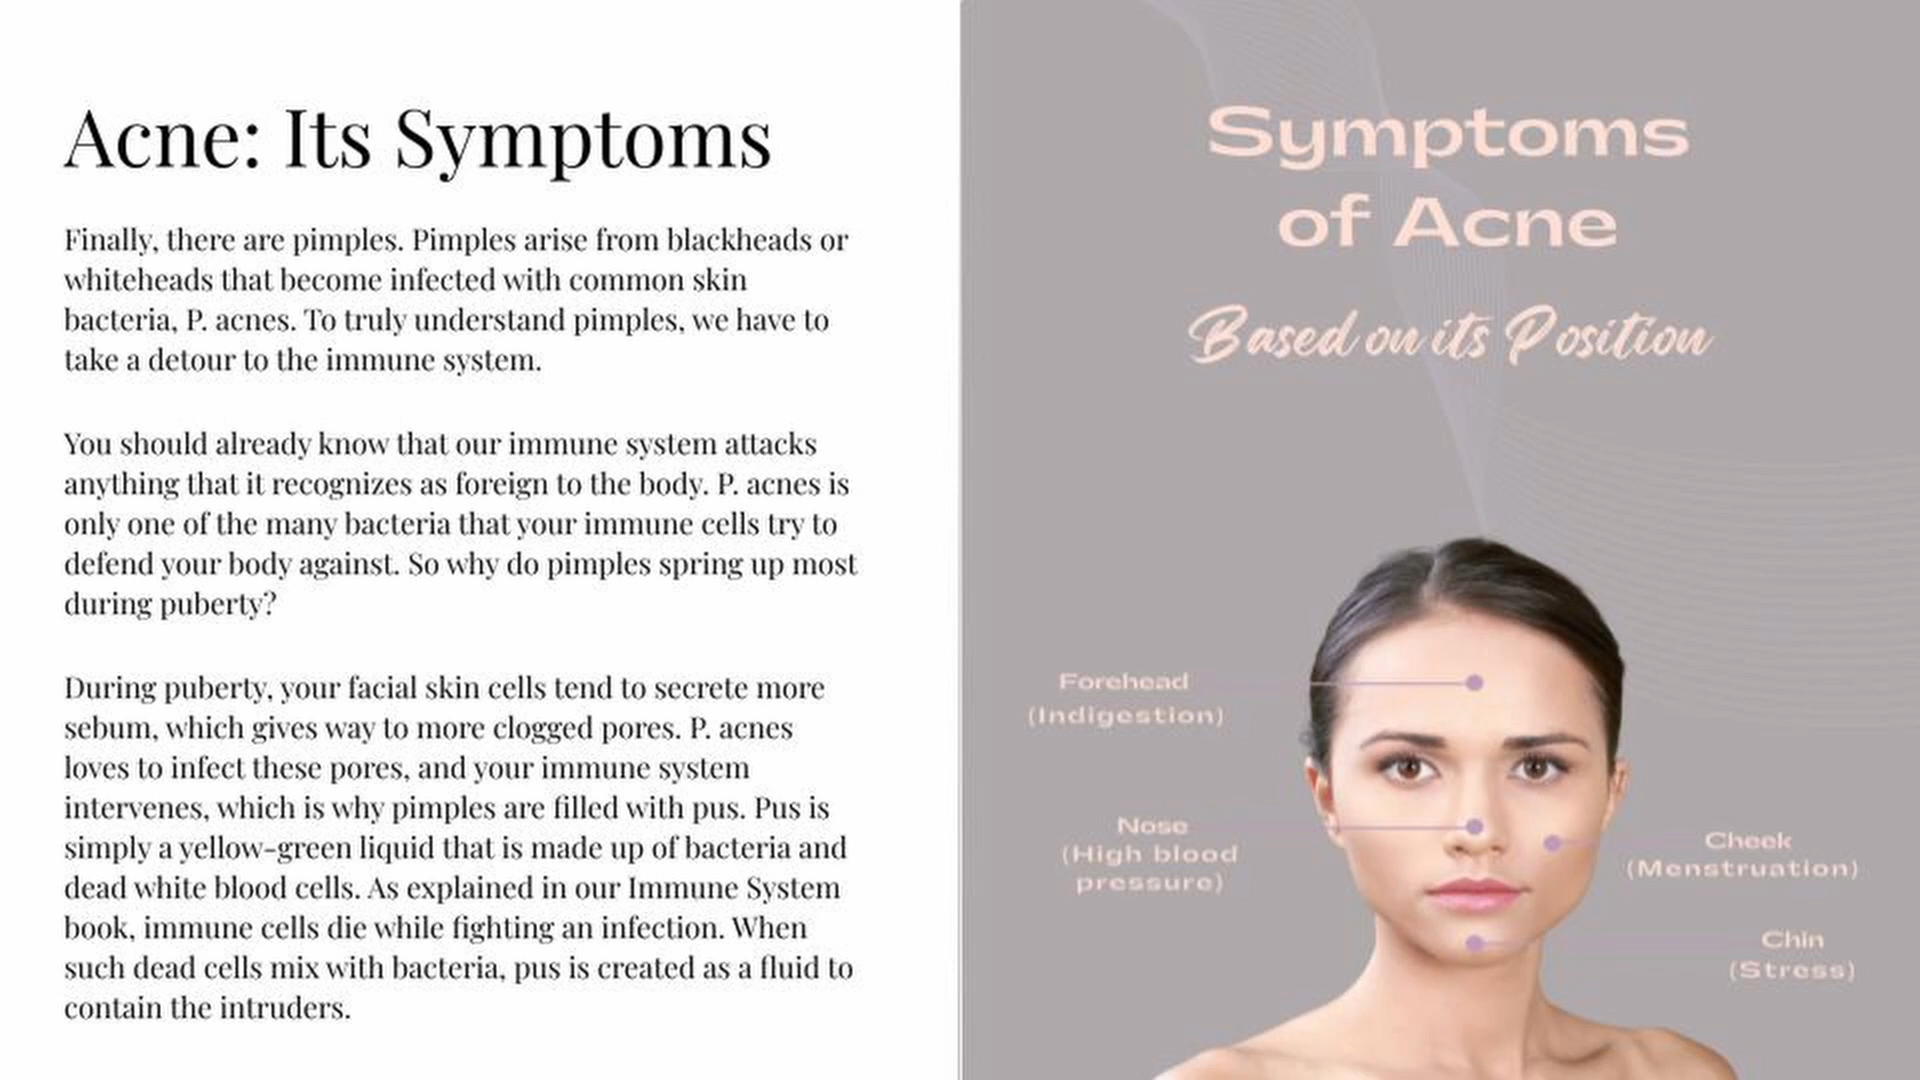 Acne: Its Symptoms
Finally, there are pimples. Pimples arise from blackheads or
whiteheads that become infected with common skin
bacteria, P. acnes. To truly understand pimples, we have to
take a detour to the immune system.
You should already know that our immune system attacks
anything that it recognizes as foreign to the body. P. acnes is
only one of the many bacteria that your immune cells try to
defend your body against. So why do pimples spring up most
during puberty?
During puberty, your facial skin cells tend to secrete more
sebum, which gives way to more clogged pores. P. acnes
loves to infect these pores, and your immune system
intervenes, which is why pimples are filled with pus. Pus is
simply a yellow-green liquid that is made up of bacteria and
dead white blood cells. As explained in our Immune System
book, immune cells die while fighting an infection. When
such dead cells mix with bacteria, pus is created as a fluid to
contain the intruders.
Symptoms
of Acne
Based on its Position
Forehead
(Indigestion)
Nose
(High blood
pressure)
Cheek
(Menstruation)
Chin
(Stress)